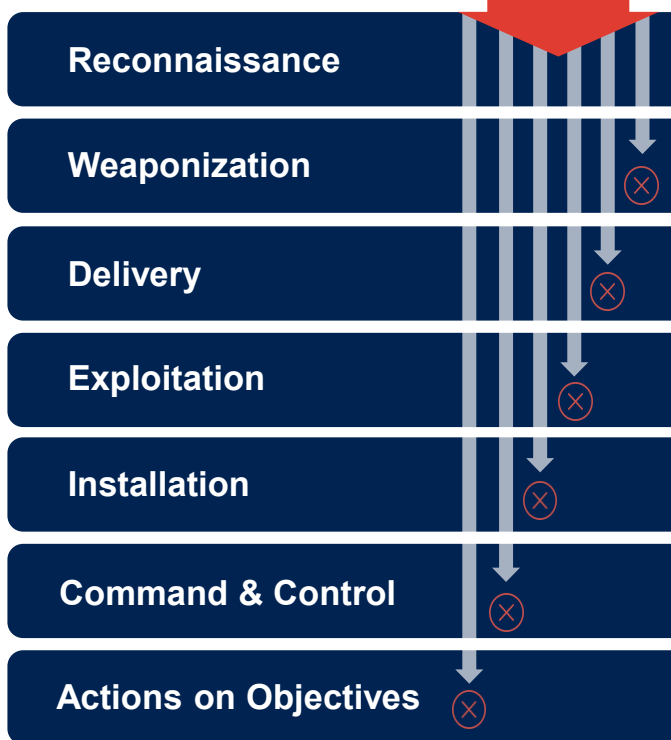 Reconnaissance
Weaponization
Delivery
Exploitation
Installation
Command & Control
Actions on Objectives